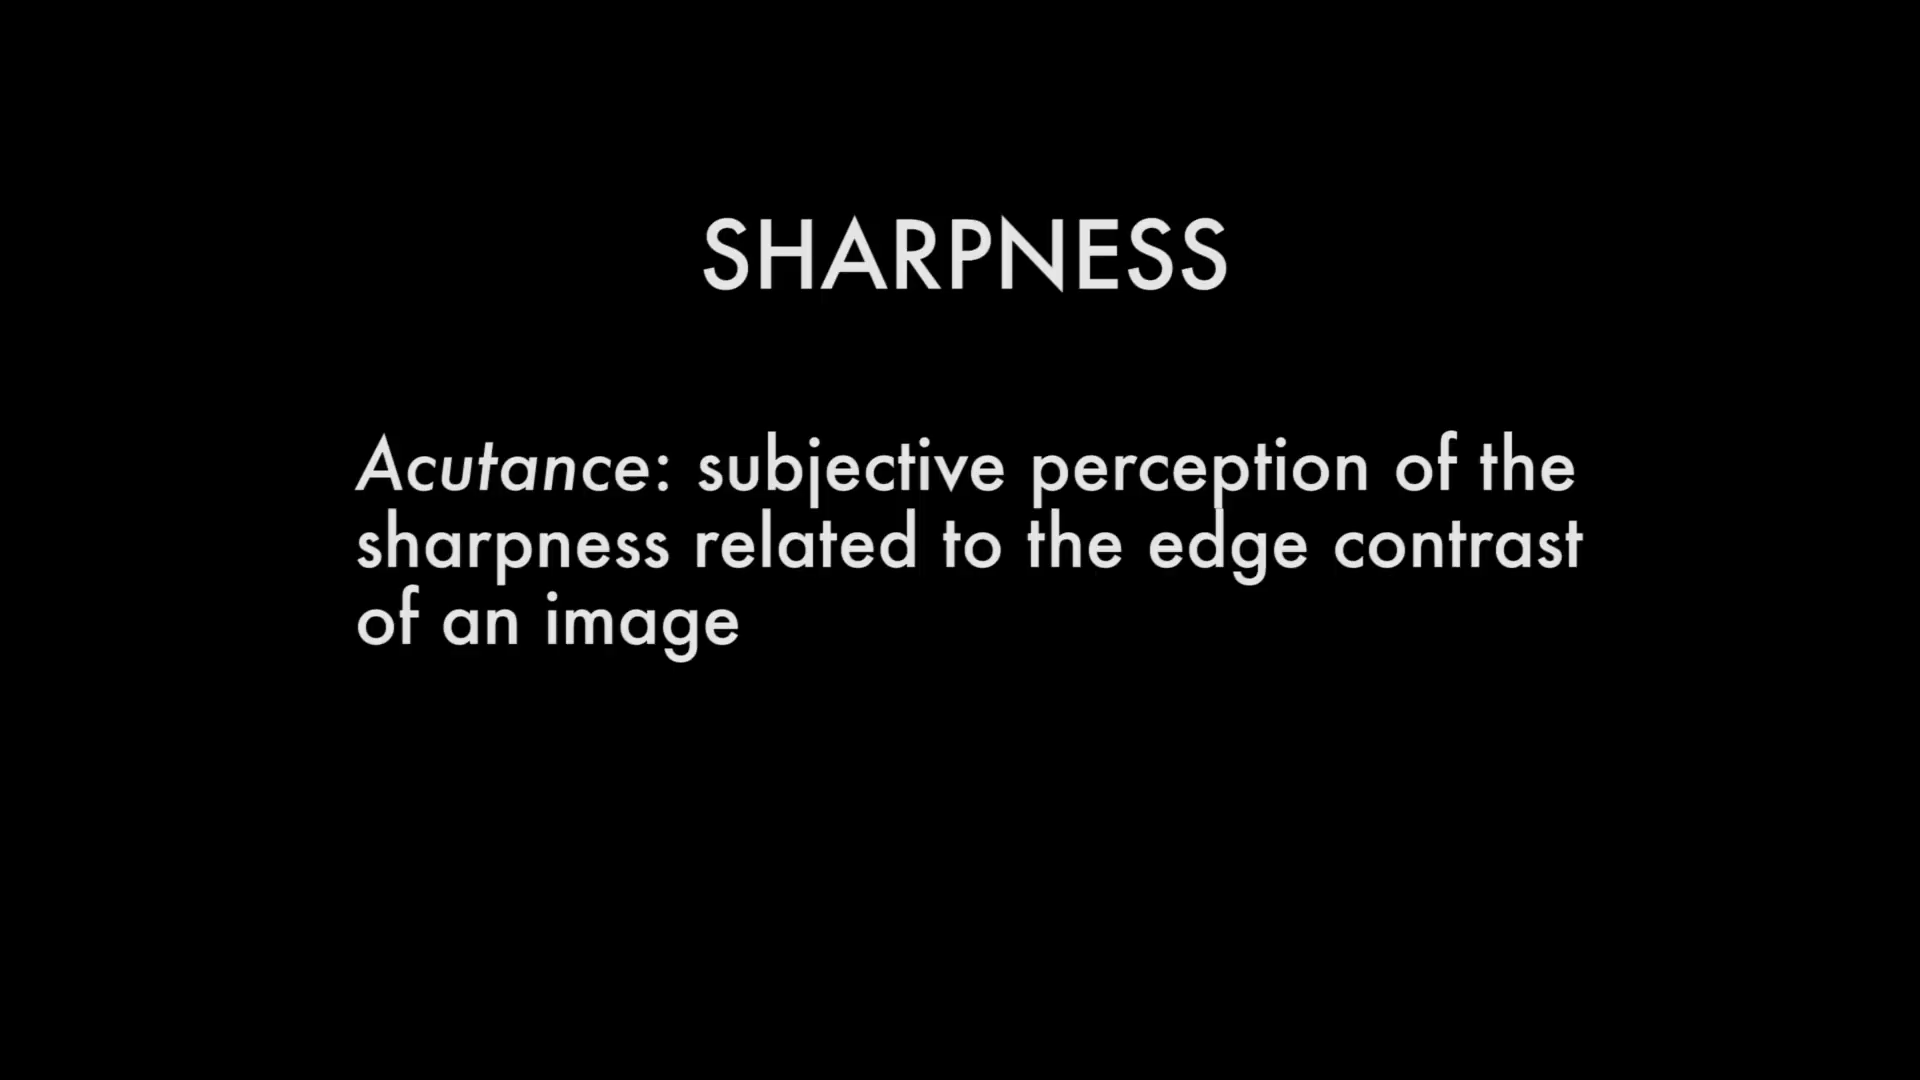 SHARPNESS
Acutance: subjective perception of the
sharpness related to the edge contrast
of an image